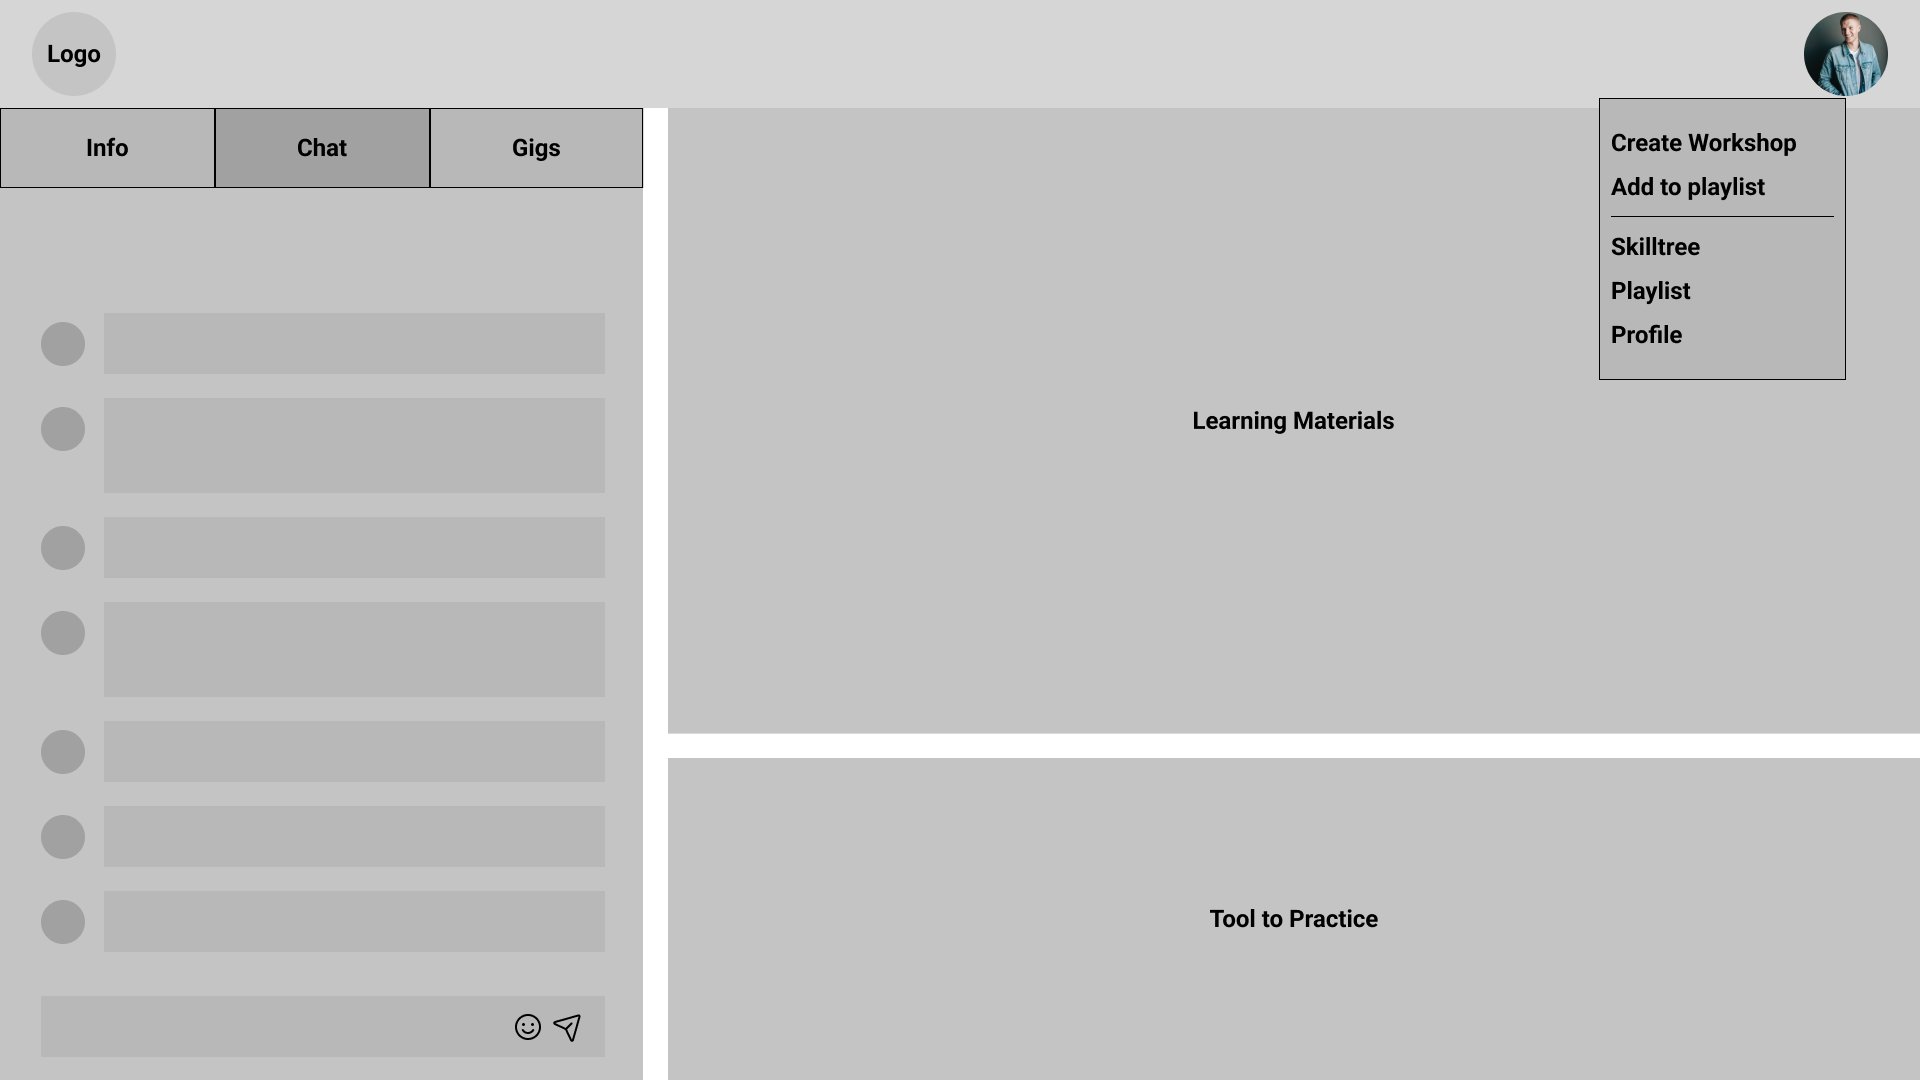 Logo
Info
Chat
Gigs
Create Workshop
Add to playlist
Skilltree
Playlist
Profile
Learning Materials
Tool to Practice